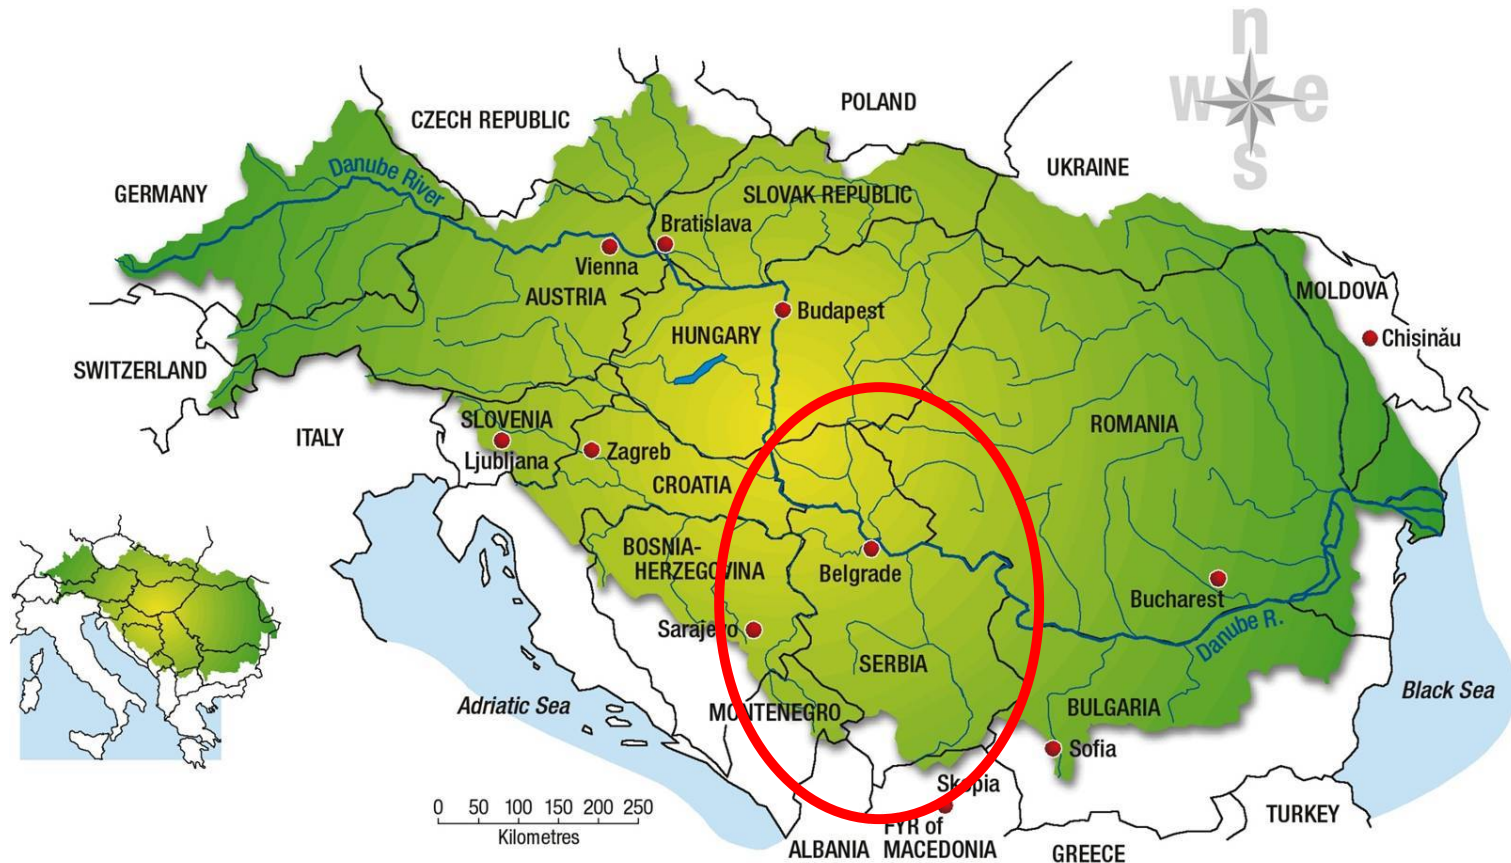 n
w e
s
POLAND
CZECH REPUBLIC
UKRAINE
GERMANY
Danube River
SLOVAK REPUBLIC
Bratislava
Vienna
AUSTRIA
MOLDOVA
Budapest
HUNGARY
Chisinău
SWITZERLAND
SLOVENIA
ITALY
ROMANIA
Ljubljana
Zagreb
CROATIA
BOSNIA-
HERZEGOVINA
Belgrade
Bucharest
Sarajevo
Danube R.
SERBIA
Black Sea
Adriatic Sea
MONTENEGRO
BULGARIA
Sofia
Skopia
0 50 100 150 200 250
Kilometres
TURKEY
FYR of
ALBANIA MACEDONIA
GREECE